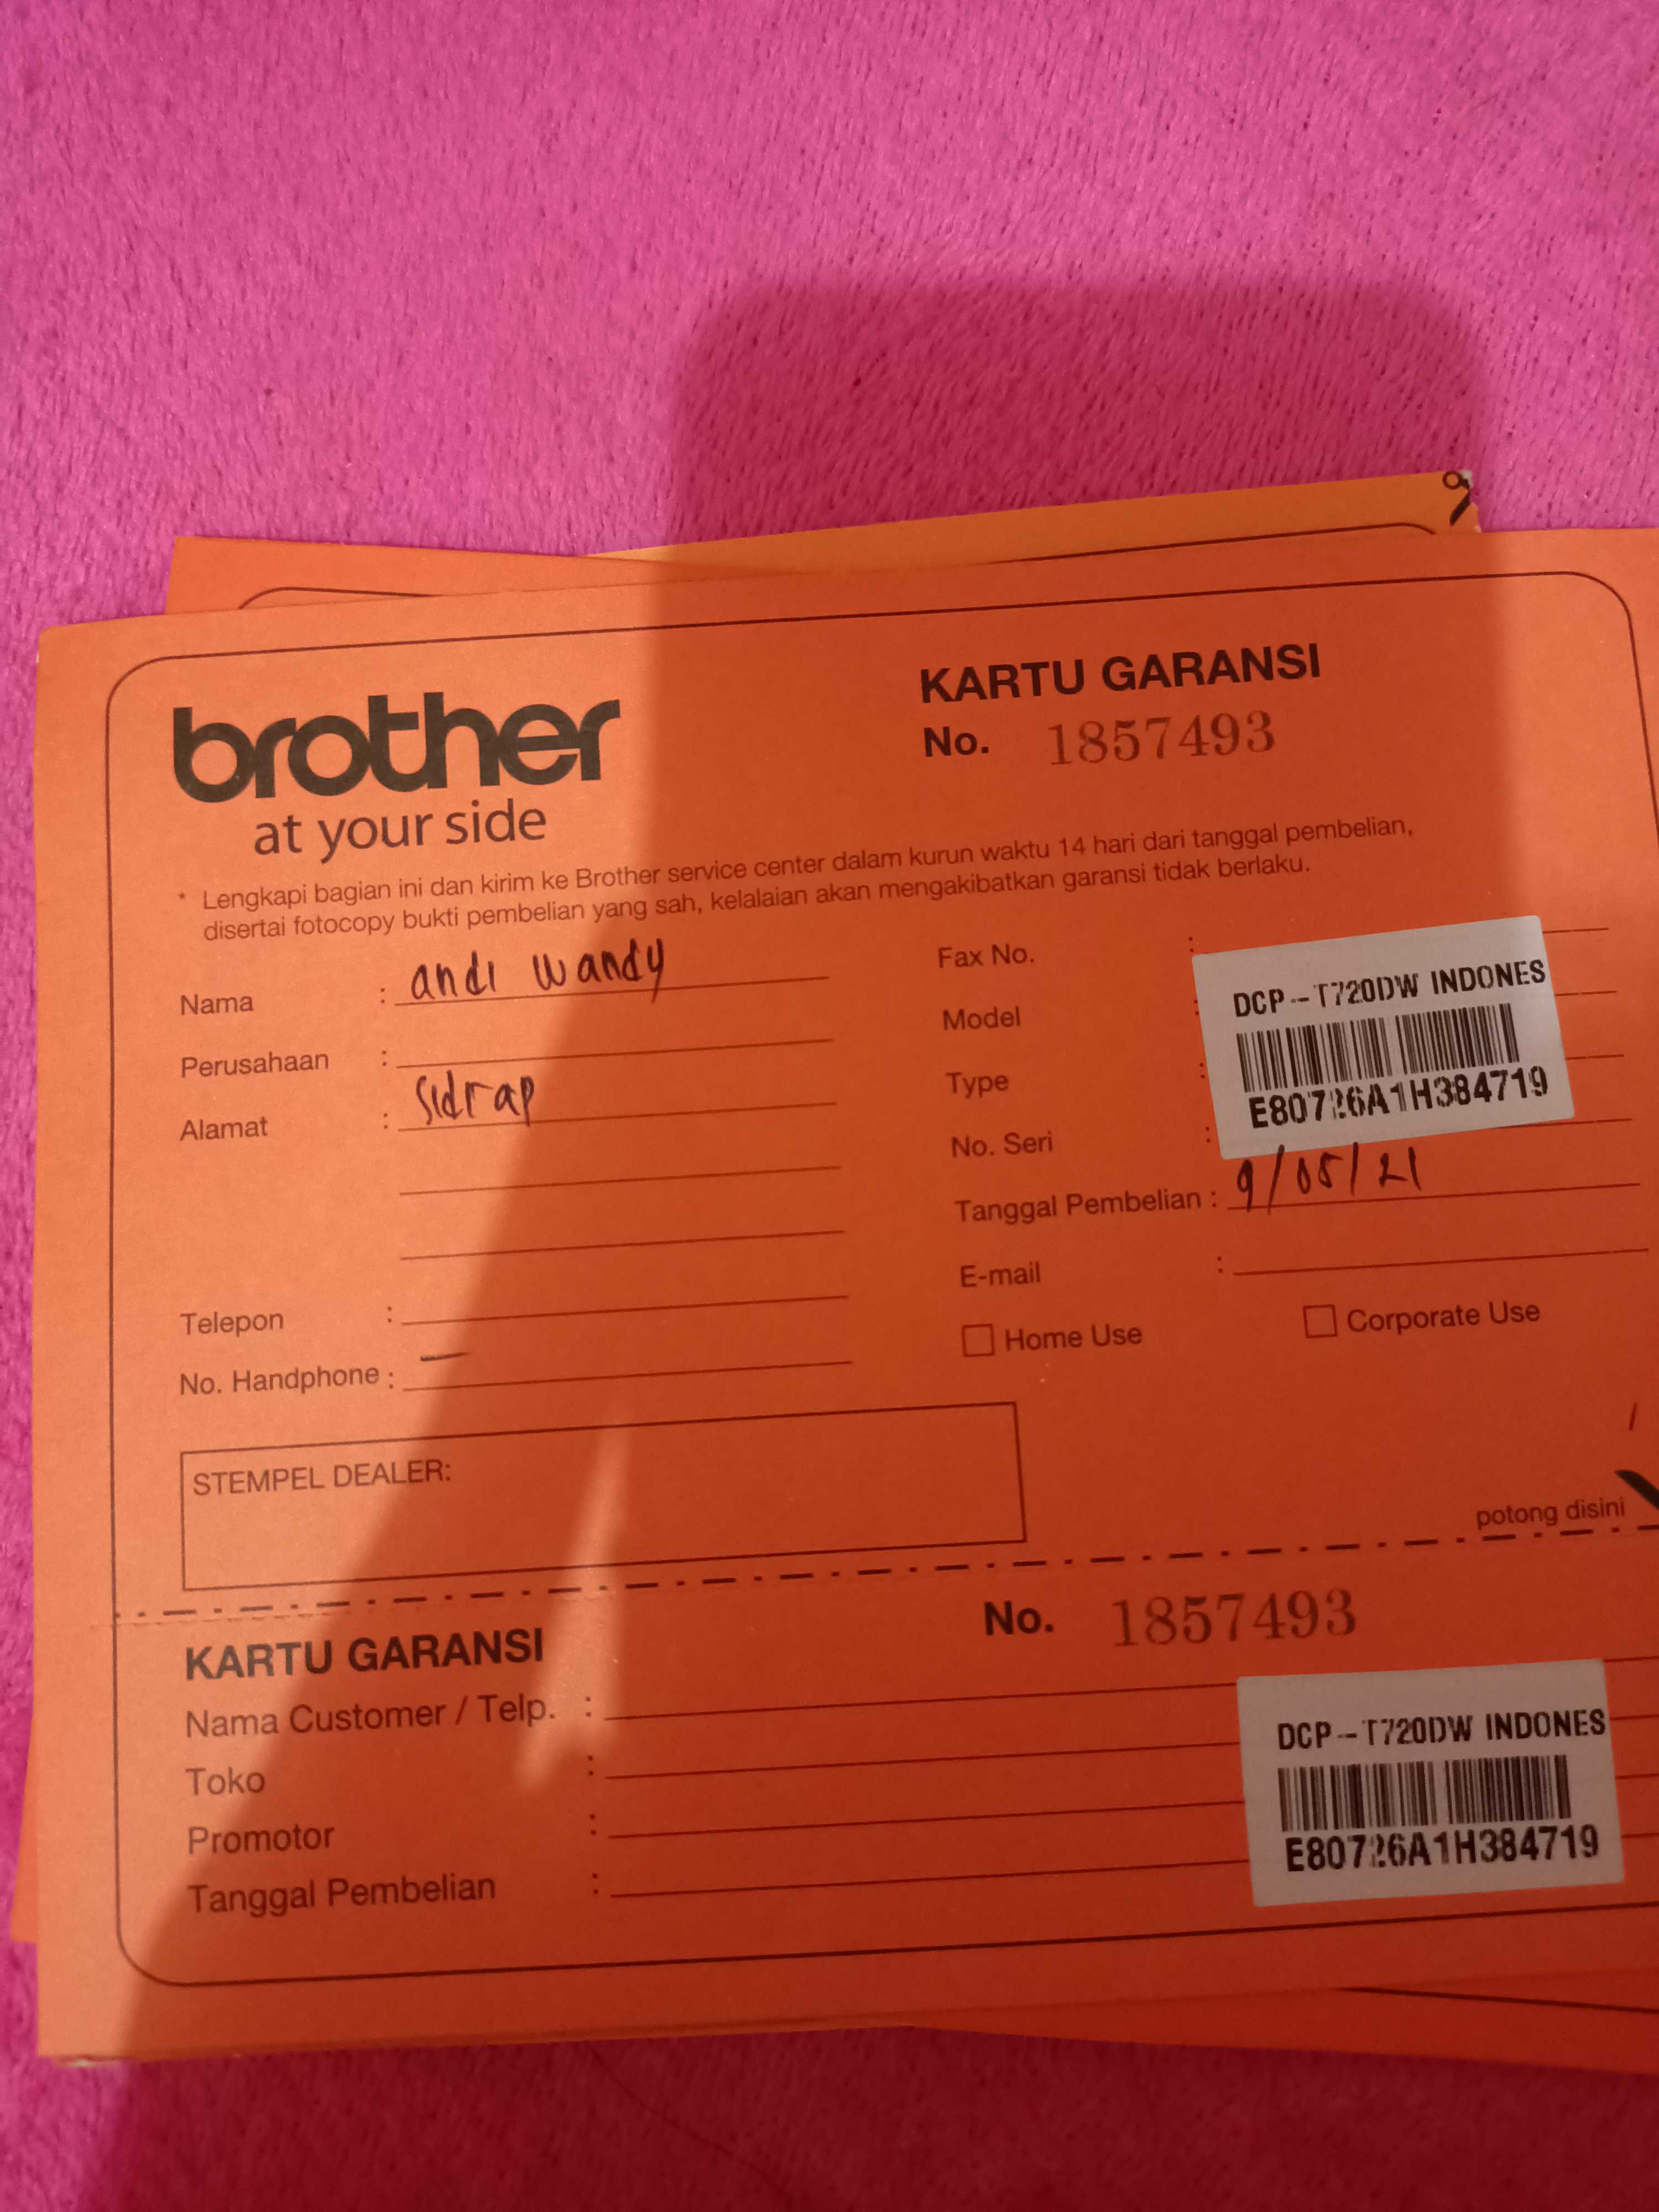 brother
at your side
KARTU GARANSI
No. 1857493
* Lengkapi bagian ini dan kirim ke Brother service center dalam kurun waktu 14 hari dari tanggal pembelian,
disertai fotocopy bukti pembelian yang sah, kelalaian akan mengakibatkan garansi tidak berlaku.
Nama : andi wandy
Perusahaan :
Alamat : Sidrap
Telepon :
No. Handphone : –
Fax No. :
Model :
Type :
No. Seri :
DCP-T720DW INDONES
E80726A1H384719
Tanggal Pembelian : 9/05/21
E-mail :
Home Use
Corporate Use
STEMPEL DEALER:
potong disini
KARTU GARANSI
No. 1857493
Nama Customer / Telp. :
Toko :
Promotor :
Tanggal Pembelian :
DCP-T720DW INDONES
E80726A1H384719